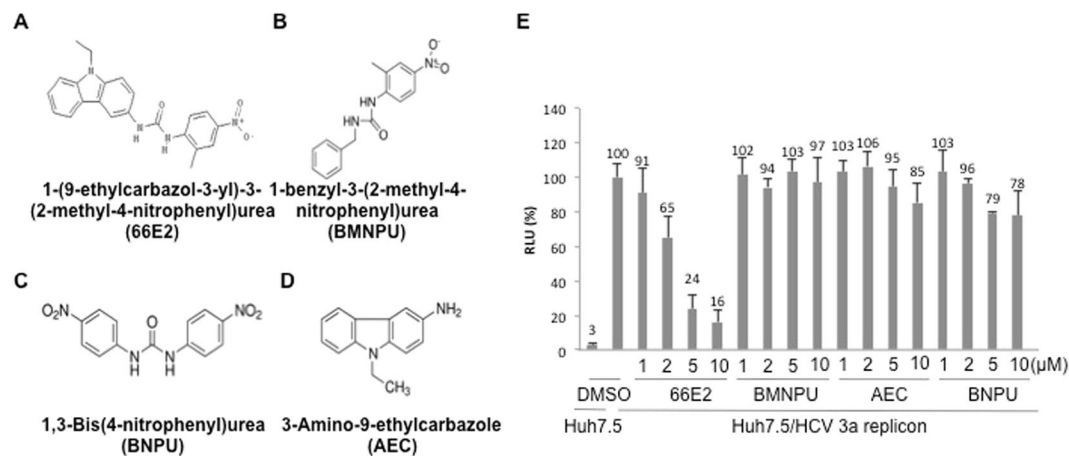 A
B
N
N
H
O
N
H
N+
O
O-
1-(9-ethylcarbazol-3-yl)-3-
(2-methyl-4-nitrophenyl)urea
(66E2)
O-
N+
O
HN
HN
O
1-benzyl-3-(2-methyl-4-
nitrophenyl)urea
(BMNPU)
C
D
O2N
O
NO2
N
H
N
H
1,3-Bis(4-nitrophenyl)urea
(BNPU)
NH2
N
CH3
3-Amino-9-ethylcarbazole
(AEC)
E
RLU (%)
140
120
100
80
60
40
20
0
3 100 91 65 24 16 102 94 103 97 103 106 95 85 103 96 79 78
1 2 5 10 1 2 5 10 1 2 5 10 1 2 5 10 (μM)
DMSO 66E2 BMNPU AEC BNPU
Huh7.5 Huh7.5/HCV 3a replicon